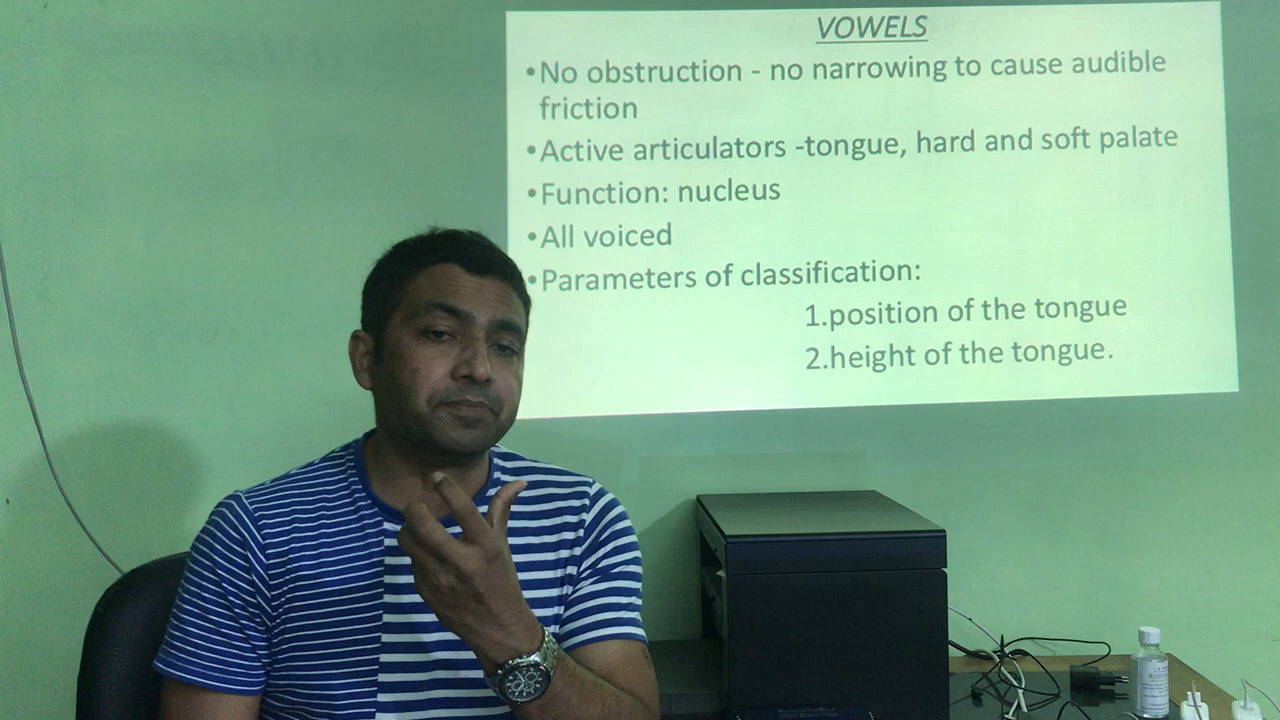 VOWELS
•No obstruction - no narrowing to cause audible
friction
•Active articulators -tongue, hard and soft palate
•Function: nucleus
•All voiced
•Parameters of classification:
1.position of the tongue
2.height of the tongue.